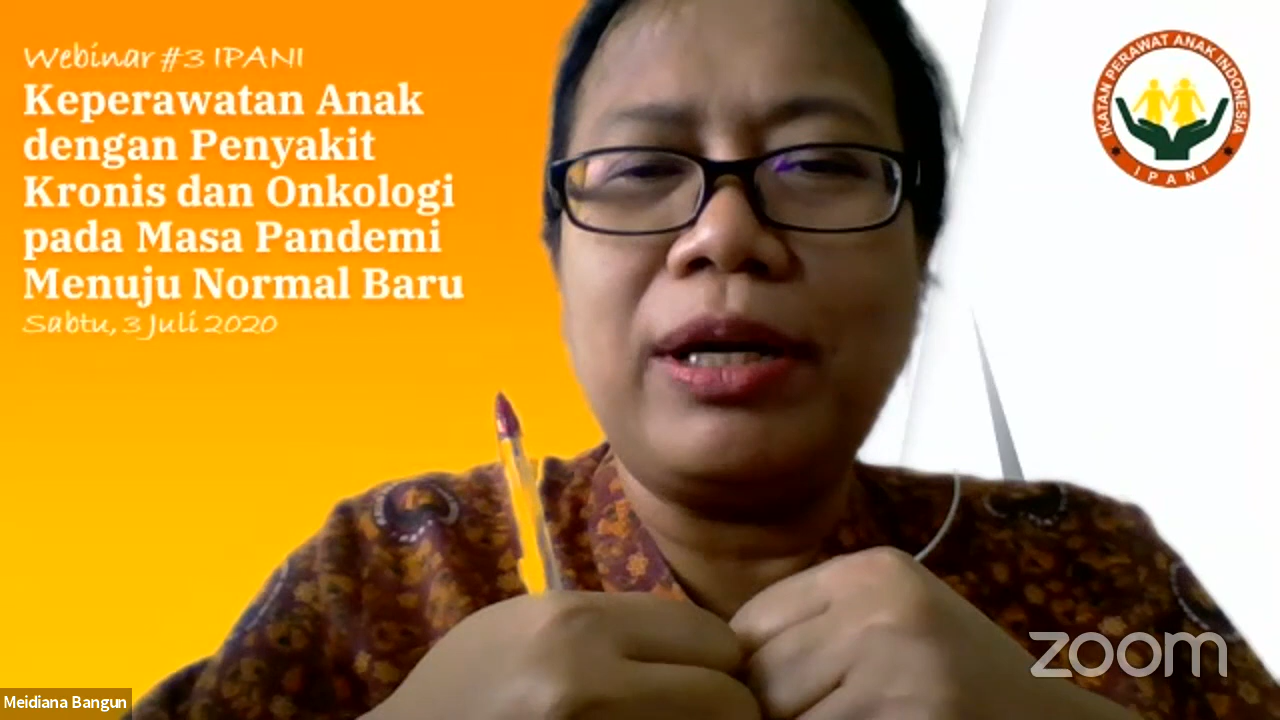 Webinar #3 IPANI
Keperawatan Anak
dengan Penyakit
Kronis dan Onkologi
pada Masa Pandemi
Menuju Normal Baru
Sabtu, 3 Juli 2020
IKATAN PERAWAT ANAK INDONESIA
IPANI
zoom
Meidiana Bangun